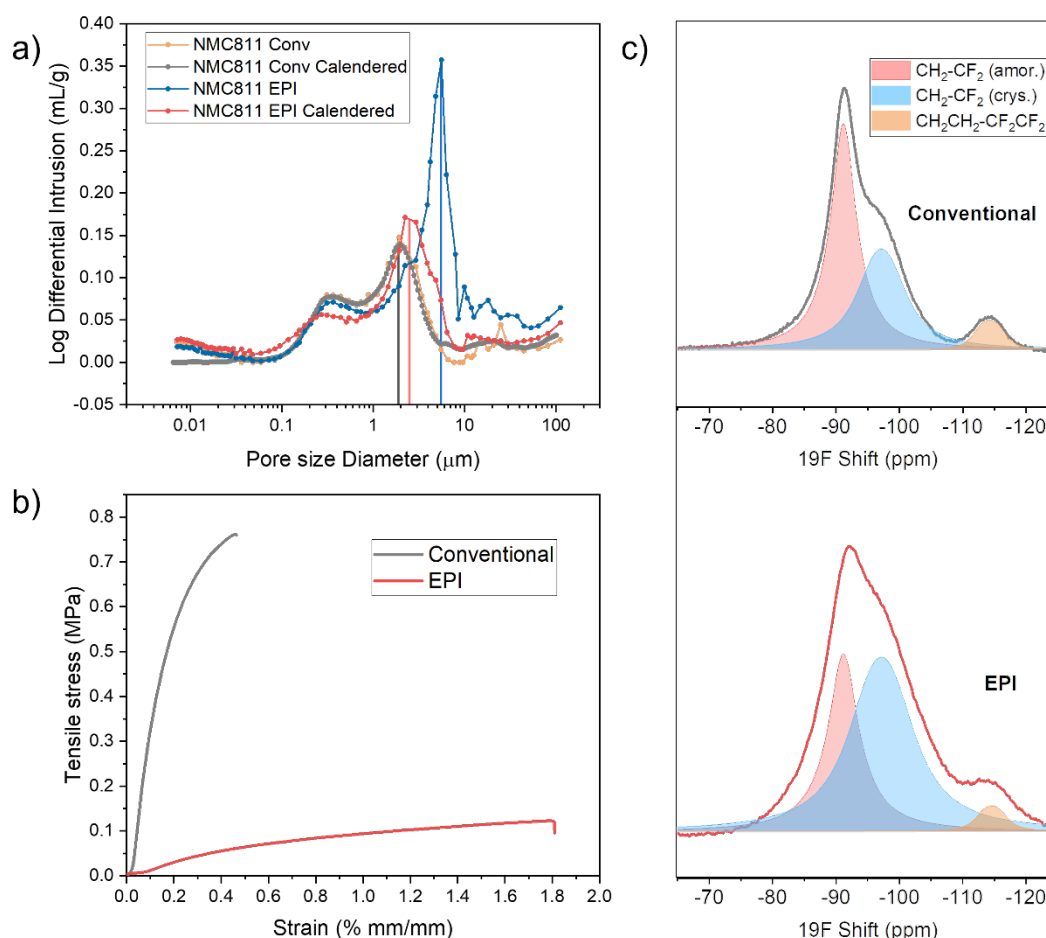 a)
0.40
0.35
0.30
0.25
0.20
0.15
0.10
0.05
0.00
-0.05
Log Differential Intrusion (mL/g)
NMC811 Conv
NMC811 Conv Calendered
NMC811 EPI
NMC811 EPI Calendered
0.01 0.1 1 10 100
Pore size Diameter (μm)
b)
0.8
0.7
0.6
0.5
0.4
0.3
0.2
0.1
0.0
Tensile stress (MPa)
Conventional
EPI
0.0 0.2 0.4 0.6 0.8 1.0 1.2 1.4 1.6 1.8 2.0
Strain (% mm/mm)
c)
CH₂-CF₂ (amor.)
CH₂-CF₂ (crys.)
CH₂CH₂-CF₂CF₂
Conventional
-70 -80 -90 -100 -110 -120
19F Shift (ppm)
EPI
-70 -80 -90 -100 -110 -120
19F Shift (ppm)